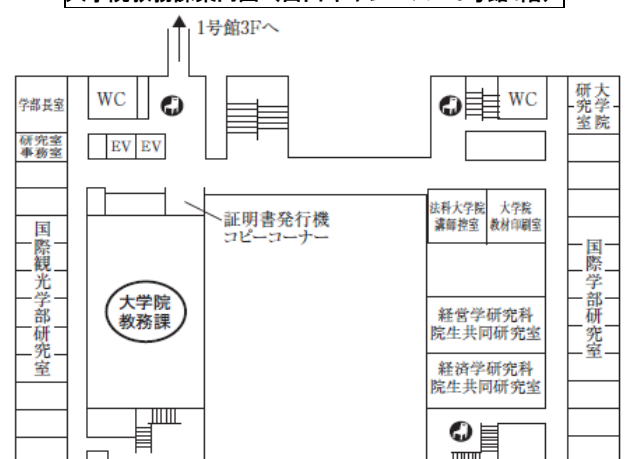 1号館3Fへ
学部長室
WC
WC
大学院
研究室
研究室
事務室
EV EV
証明書発行機
コピーコーナー
法科大学院
講師控室
大学院
教材印刷室
国際観光学部研究室
大学院
教務課
国際学部研究室
経営学研究科
院生共同研究室
経済学研究科
院生共同研究室